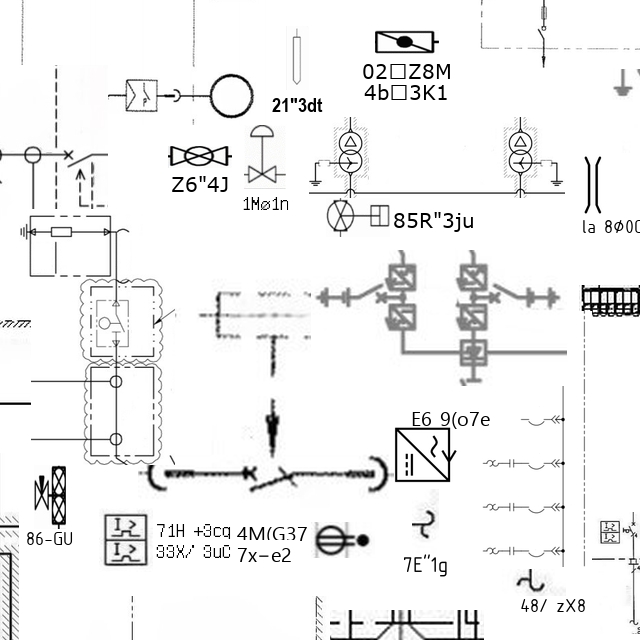 02□Z8M
4b□3K1
21"3dt
Z6"4J
1Mø1n
85R"3ju
la 8Ø00
E6 9(o7e
86-GU
71H +3cq
33X/ 3uC
4M(G37
7x-e2
7E"1g
48/ zX8